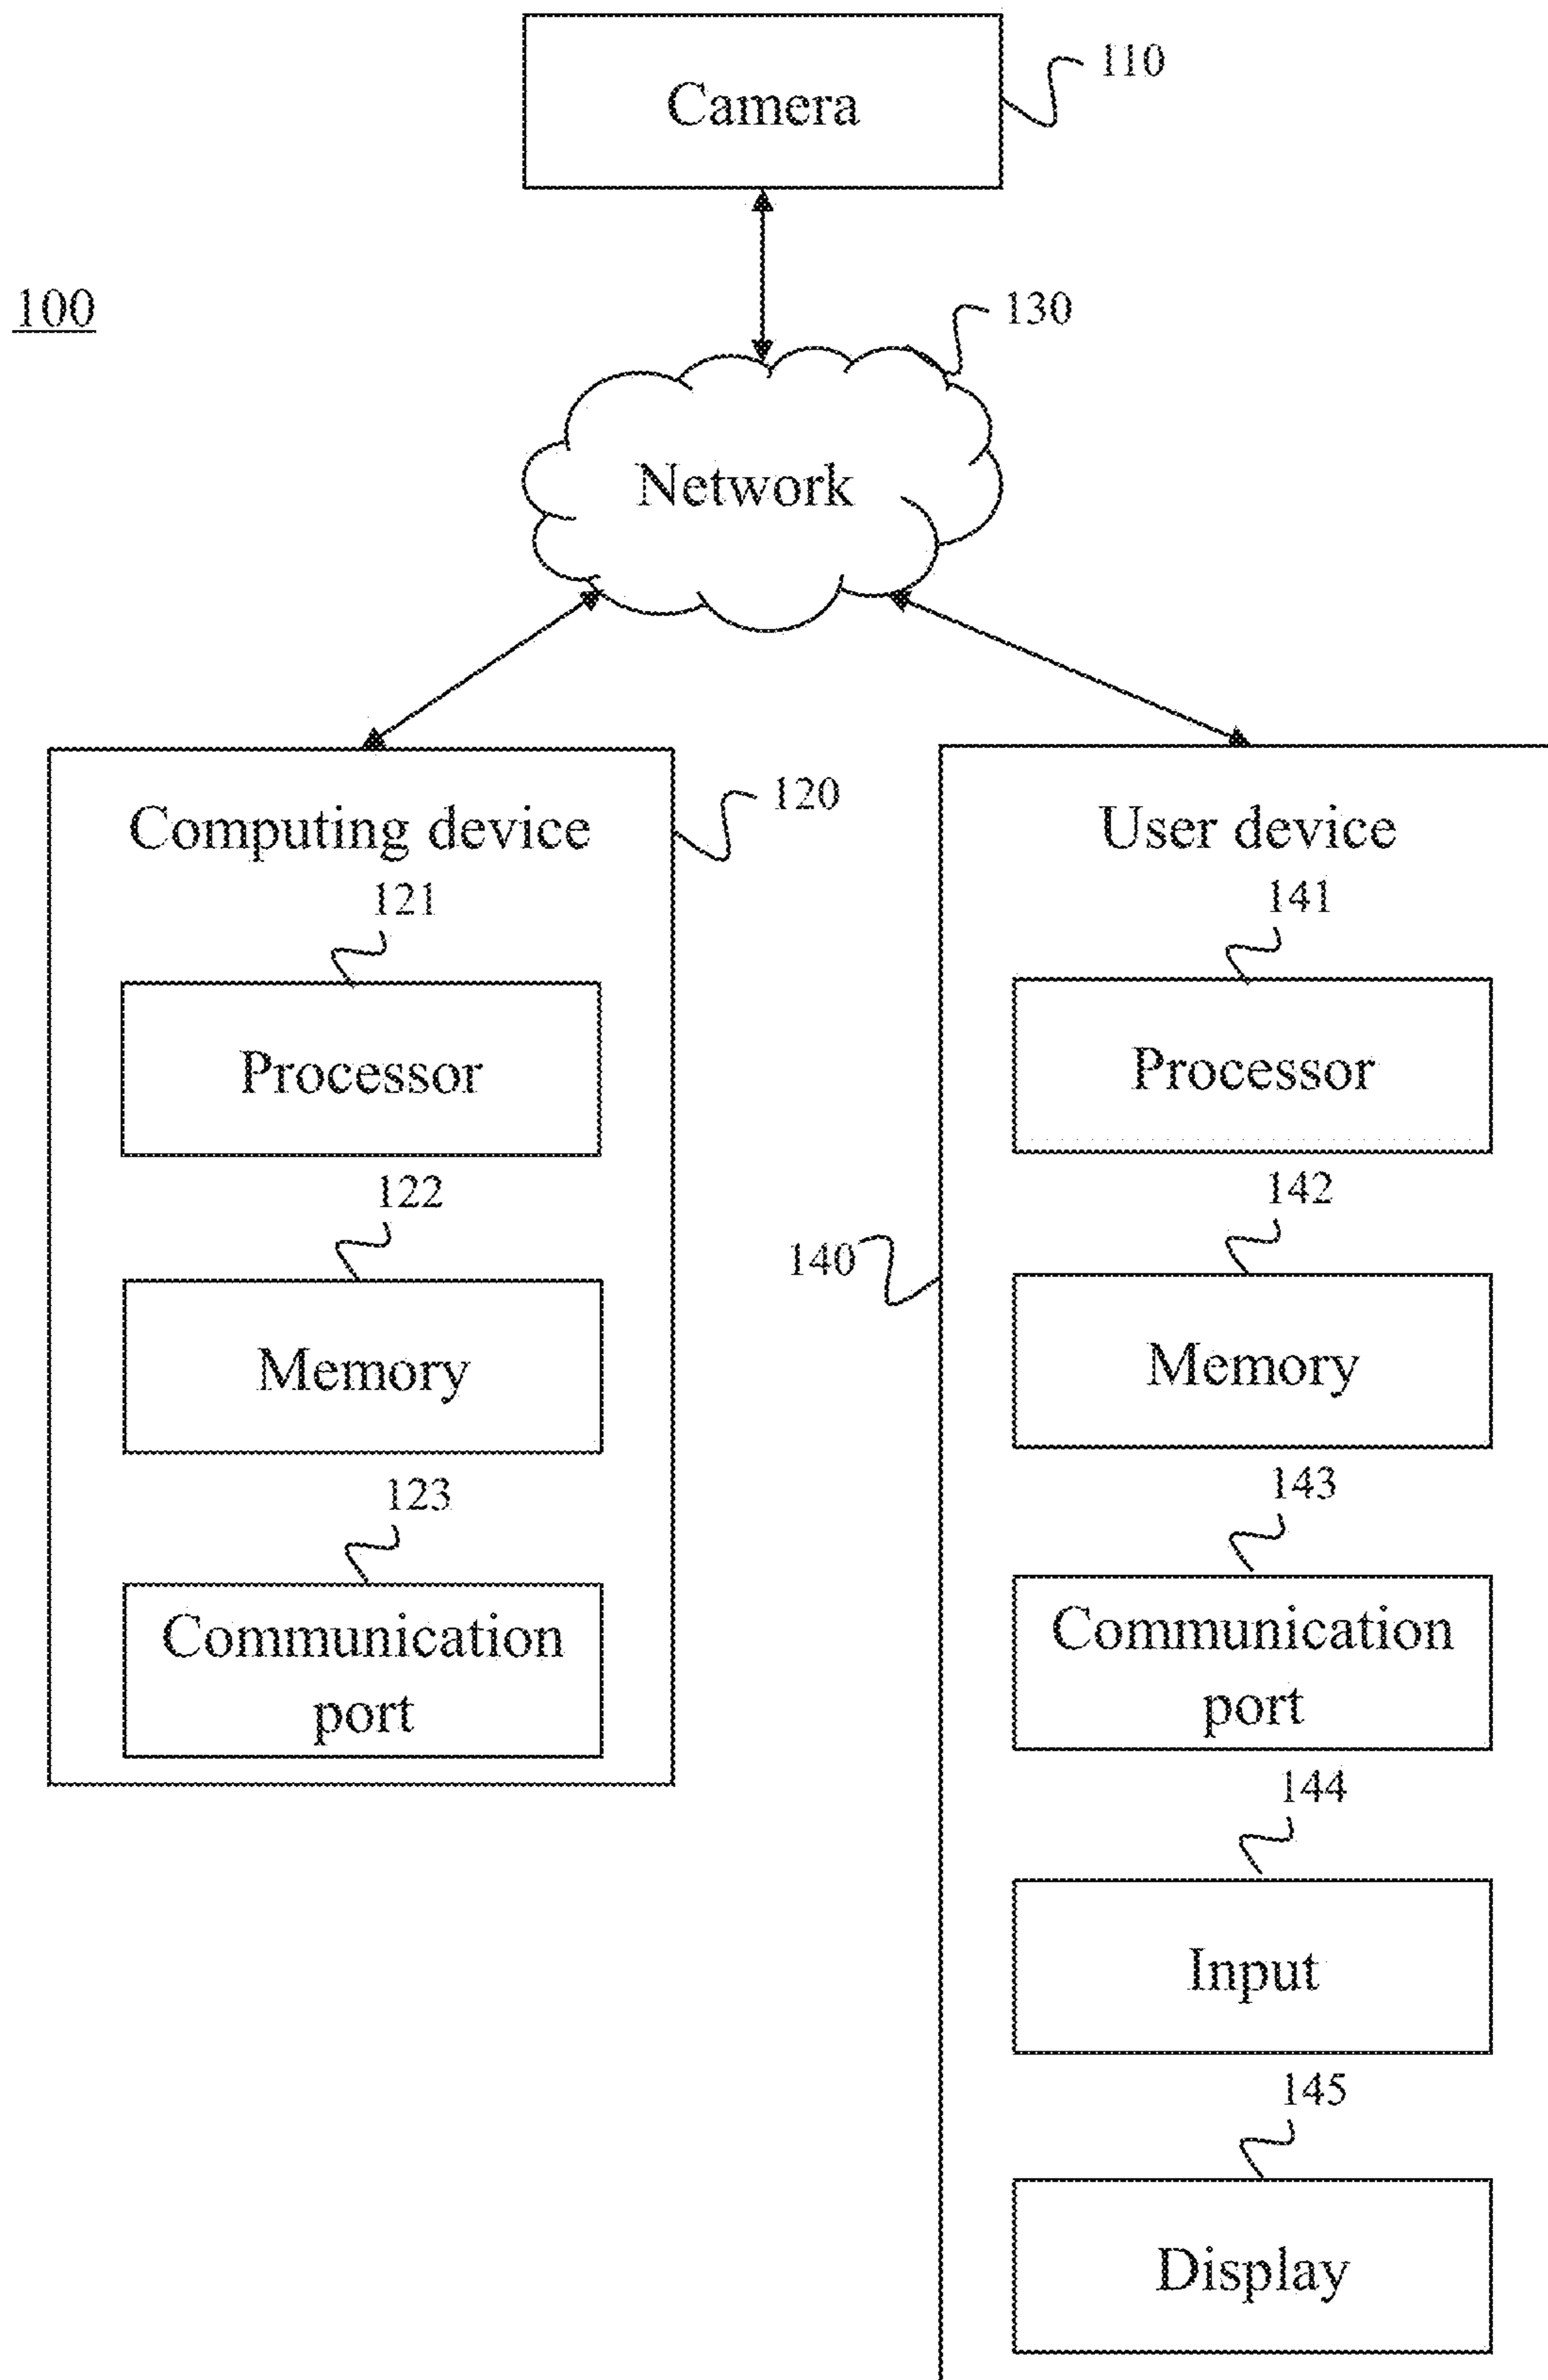 Camera
110
100
130
Network
Computing device
120
121
Processor
122
Memory
123
Communication
port
User device
141
Processor
142
140
Memory
143
Communication
port
144
Input
145
Display